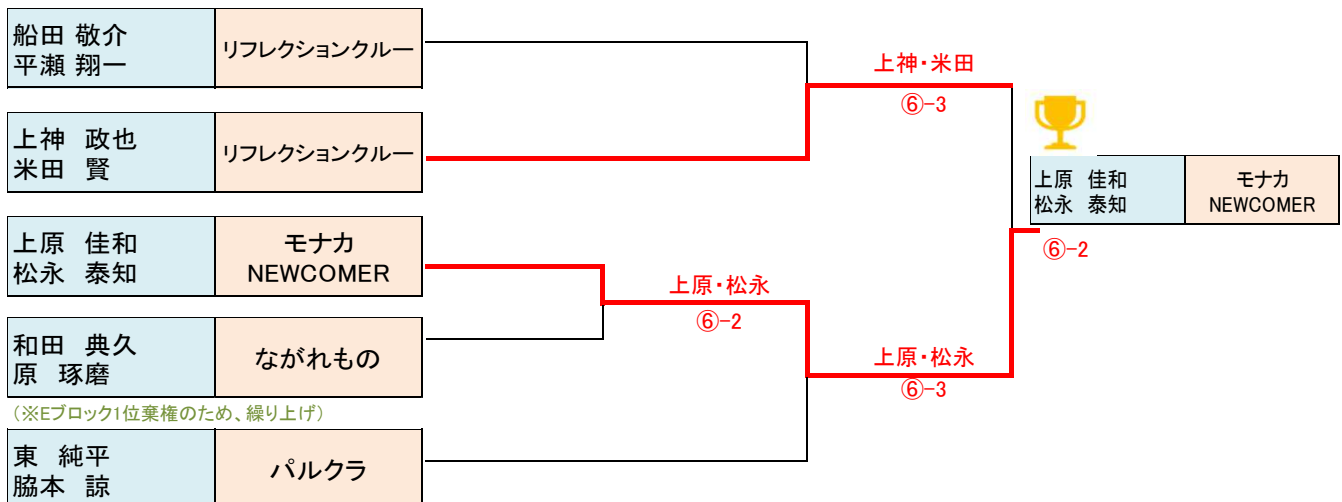 船田 敬介
平瀬 翔一
リフレクションクルー
上神・米田
⑥-3
上神　政也
米田　賢
リフレクションクルー
上原　佳和
松永　泰知
モナカ
NEWCOMER
⑥-2
上原　佳和
松永　泰知
モナカ
NEWCOMER
上原・松永
⑥-2
和田　典久
原　琢磨
ながれもの
上原・松永
⑥-3
（※Eブロック1位棄権のため、繰り上げ）
東　純平
脇本　諒
パルクラ